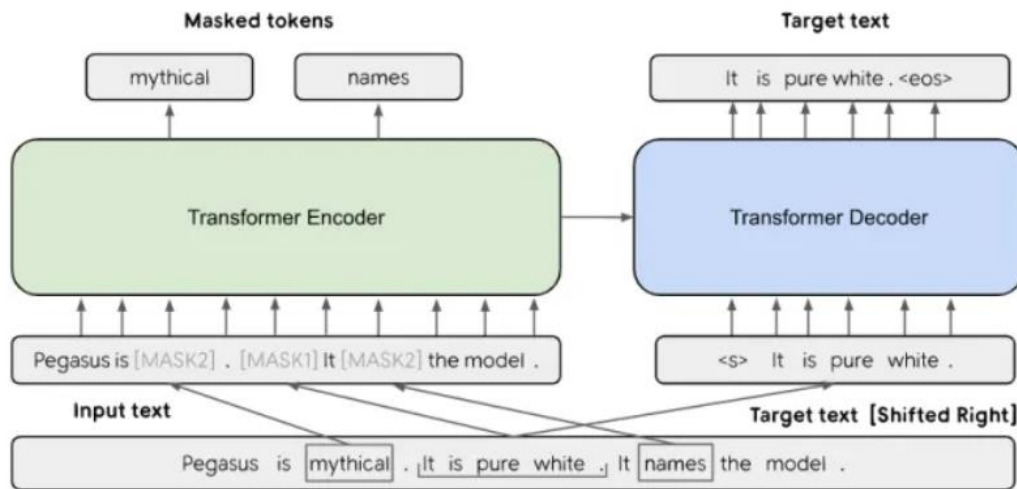 Masked tokens
Target text
mythical
names
It is pure white . <eos>
Transformer Encoder
Transformer Decoder
Pegasus is [MASK2] . [MASK1] It [MASK2] the model .
<s> It is pure white .
Input text
Target text [Shifted Right]
Pegasus is mythical . It is pure white . It names the model .